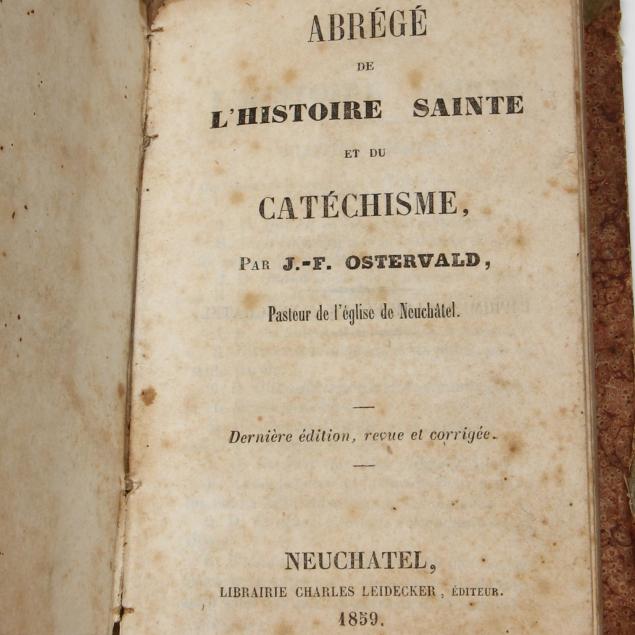 ABRÉGÉ
DE
L'HISTOIRE SAINTE
ET DU
CATÉCHISME,
PAR J.-F. OSTERVALD,
Pasteur de l'église de Neuchâtel.
Dernière édition, revue et corrigée.
NEUCHATEL,
LIBRAIRIE CHARLES LEIDECKER, ÉDITEUR.
1859.